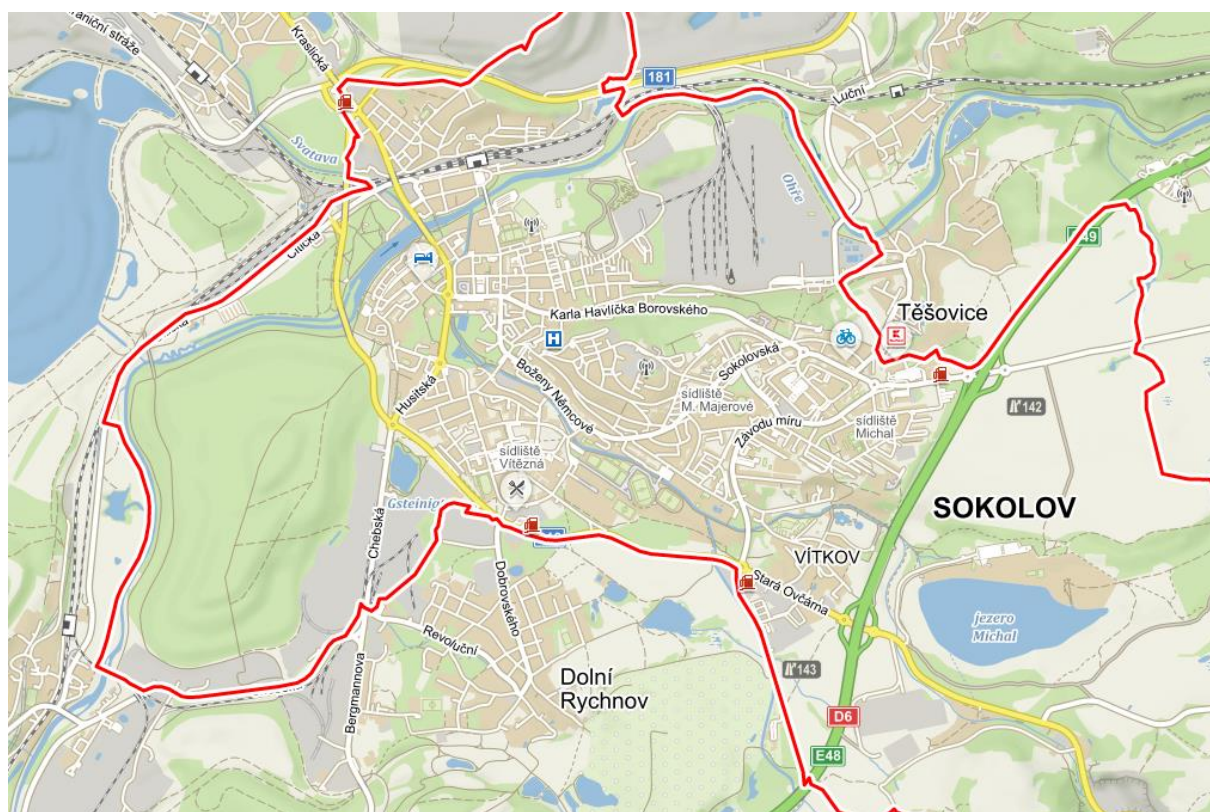 Kraslická
181
Luční
Svatava
Ohře
Citická
E49
Těšovice
Karla Havlíčka Borovského
H
K
Sokolovská
Boženy Němcové
Husitská
sídliště
M. Majerové
142
Závodu míru
sídliště
Michal
sídliště
Vítězná
Chebská
SOKOLOV
VÍTKOV
Stará Ovčárna
Dobrovského
Revoluční
jezero
Michal
Dolní
Rychnov
143
Bergmannova
D6
E48